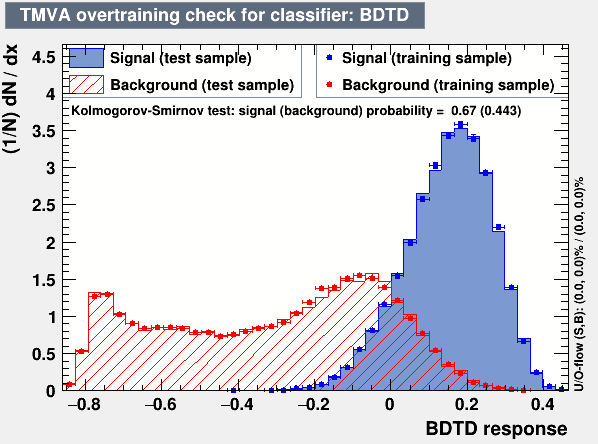 TMVA overtraining check for classifier: BDTD
Signal (test sample)
Background (test sample)
Signal (training sample)
Background (training sample)
Kolmogorov-Smirnov test: signal (background) probability = 0.67 (0.443)
(1/N) dN / dx
4.5
4
3.5
3
2.5
2
1.5
1
0.5
0
−0.8
−0.6
−0.4
−0.2
0
0.2
0.4
BDTD response
U/O-flow (S,B): (0.0, 0.0)% / (0.0, 0.0)%